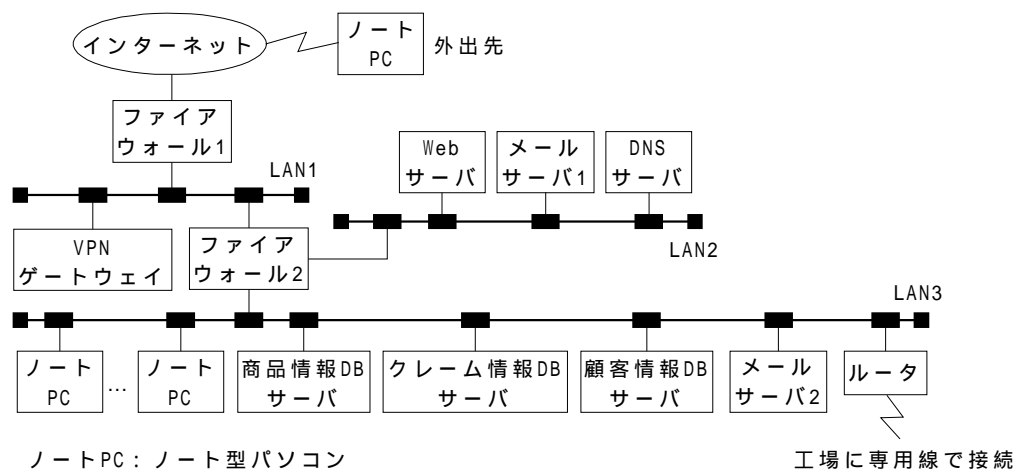 インターネット
ノート
PC
外出先
ファイア
ウォール1
LAN1
Web
サーバ
メール
サーバ1
DNS
サーバ
LAN2
VPN
ゲートウェイ
ファイア
ウォール2
LAN3
ノート
PC
…
ノート
PC
商品情報DB
サーバ
クレーム情報DB
サーバ
顧客情報DB
サーバ
メール
サーバ2
ルータ
ノートPC:ノート型パソコン
工場に専用線で接続